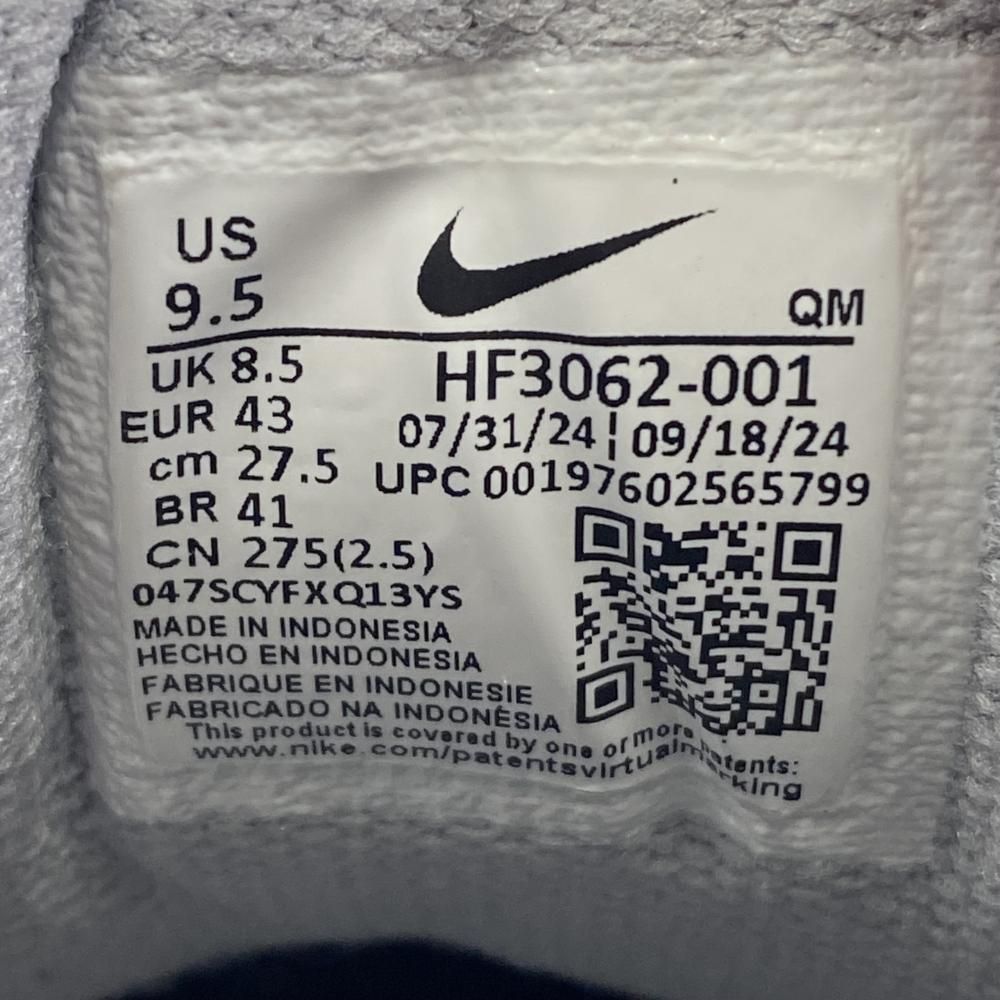 US
9.5
QM
UK 8.5
EUR 43
cm 27.5
BR 41
CN 275(2.5)
HF3062-001
07/31/24 ¦ 09/18/24
UPC 00197602565799
047SCYFXQ13YS
MADE IN INDONESIA
HECHO EN INDONESIA
FABRIQUE EN INDONESIE
FABRICADO NA INDONÉSIA
This product is covered by one or more patents:
www.nike.com/patentsvirtualmarking